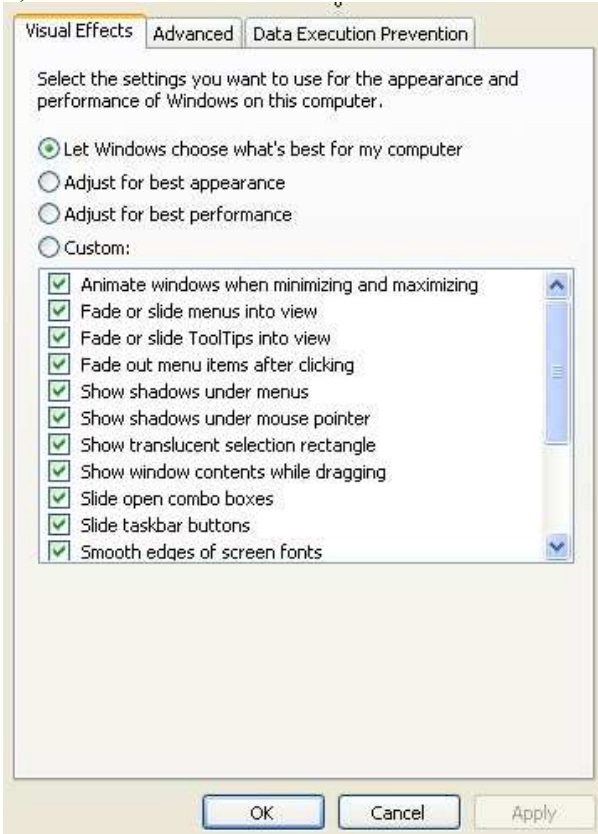 Visual Effects Advanced Data Execution Prevention
Select the settings you want to use for the appearance and
performance of Windows on this computer.
Let Windows choose what's best for my computer
Adjust for best appearance
Adjust for best performance
Custom:
Animate windows when minimizing and maximizing
Fade or slide menus into view
Fade or slide ToolTips into view
Fade out menu items after clicking
Show shadows under menus
Show shadows under mouse pointer
Show translucent selection rectangle
Show window contents while dragging
Slide open combo boxes
Slide taskbar buttons
Smooth edges of screen fonts
OK Cancel Apply